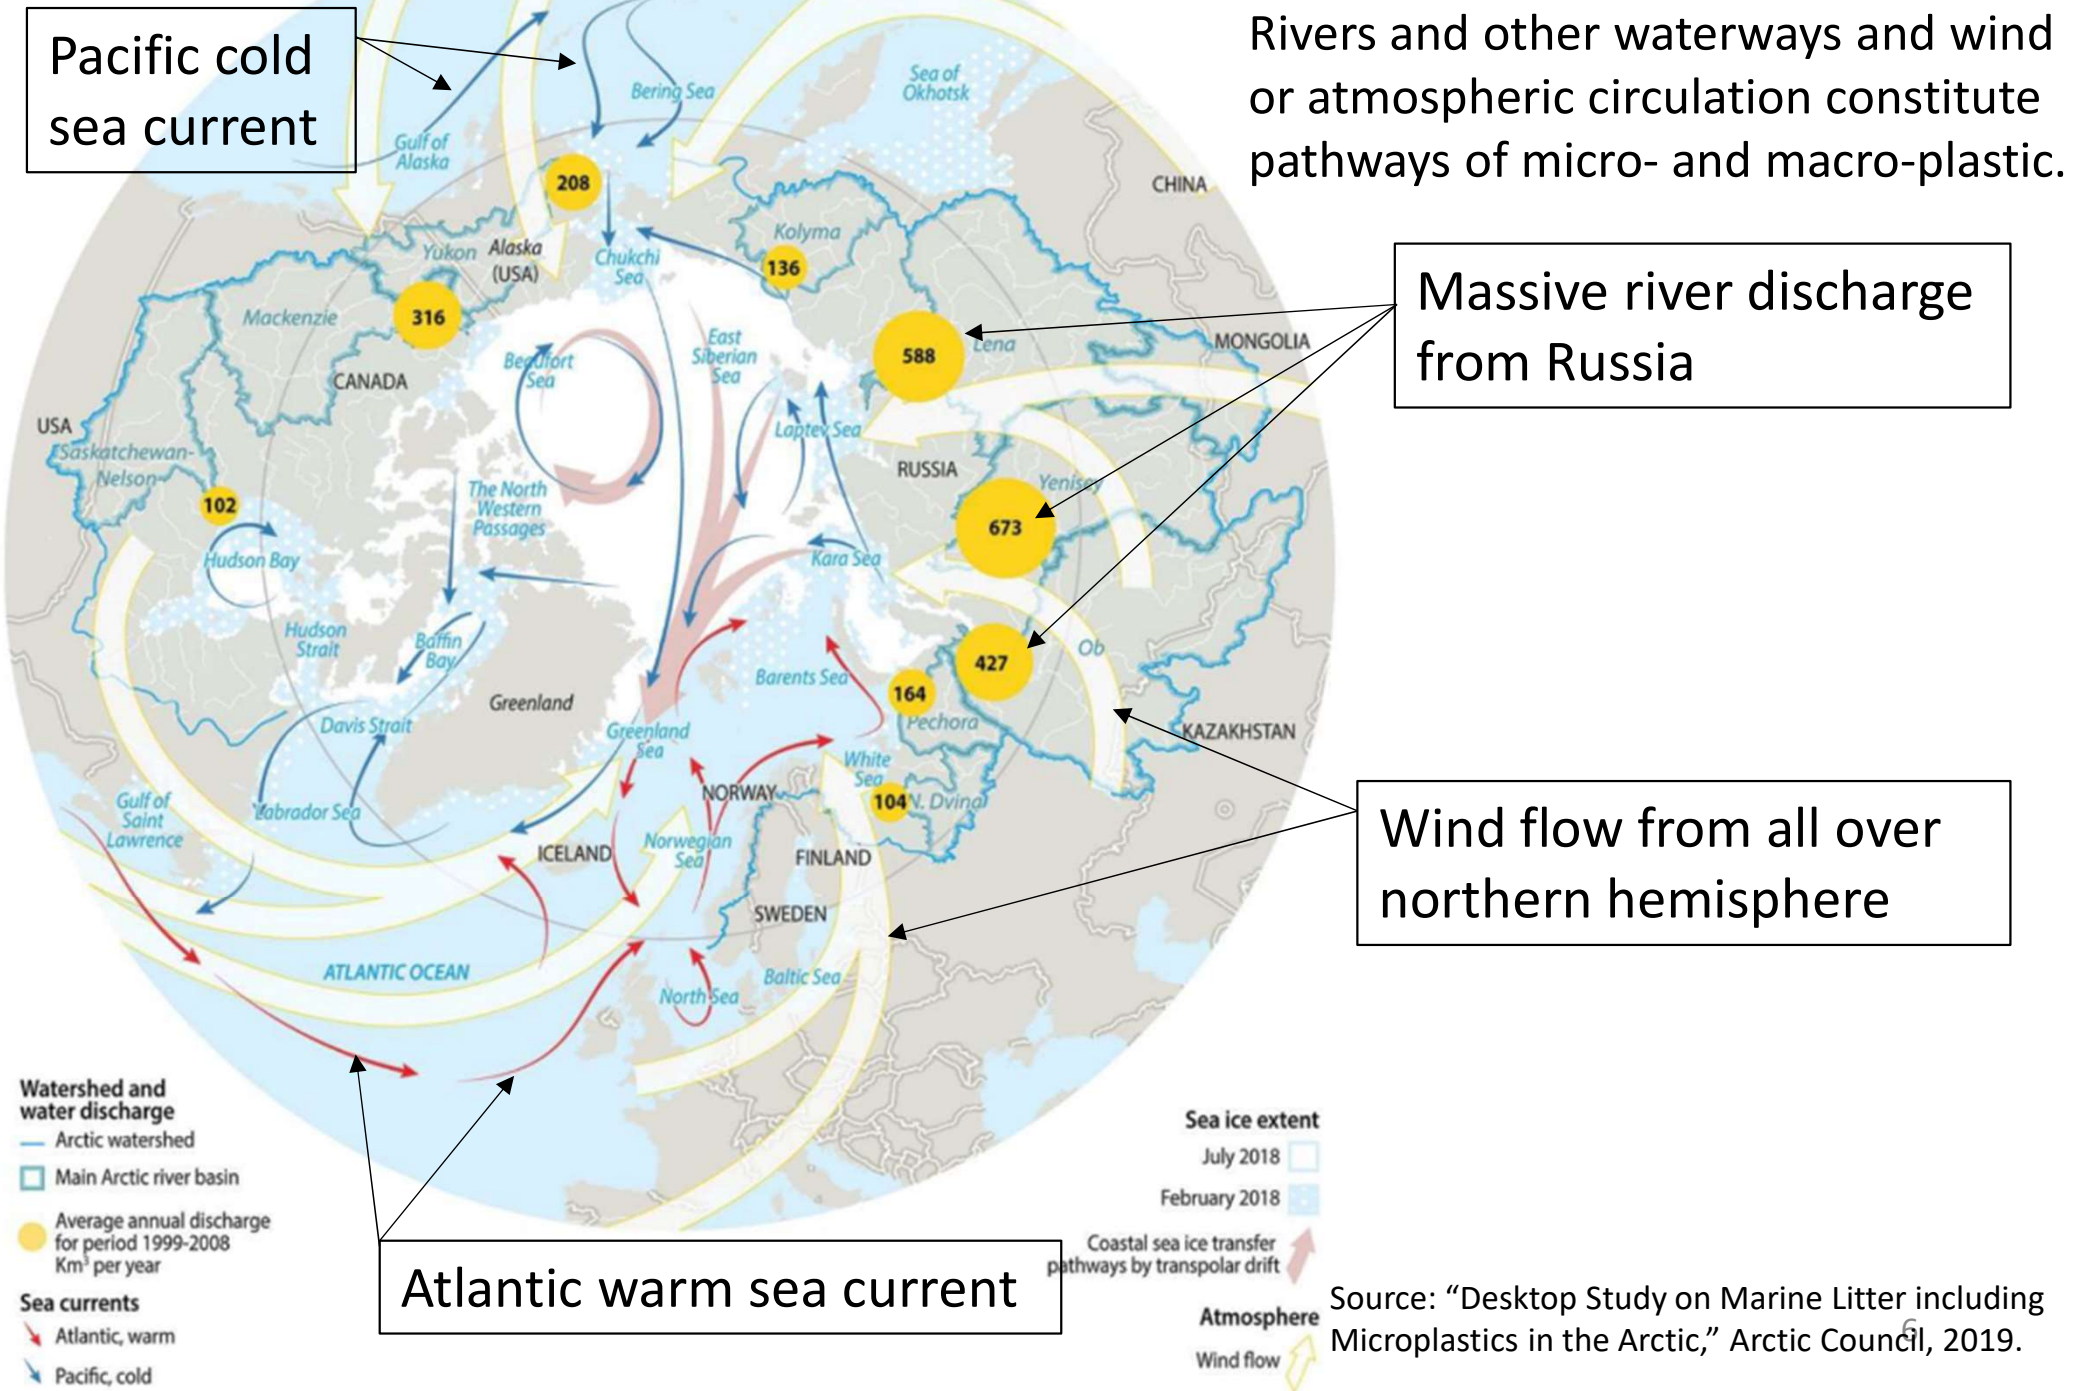 Pacific cold
sea current
Rivers and other waterways and wind
or atmospheric circulation constitute
pathways of micro- and macro-plastic.
Massive river discharge
from Russia
Wind flow from all over
northern hemisphere
Atlantic warm sea current
Gulf of
Alaska
Bering Sea
Sea of
Okhotsk
CHINA
208
Kolyma
136
Yukon
Alaska
(USA)
Chukchi
Sea
Mackenzie
316
588
Lena
MONGOLIA
East
Siberian
Sea
Beaufort
Sea
CANADA
USA
Saskatchewan-
Nelson
102
Laptev Sea
RUSSIA
Yenisey
The North
Western
Passages
673
Hudson Bay
Kara Sea
Hudson
Strait
Baffin
Bay
Ob
427
Barents Sea
164
Greenland
Pechora
Davis Strait
Greenland
Sea
KAZAKHSTAN
White
Sea
NORWAY
104
N. Dvina
Gulf of
Saint
Lawrence
Labrador Sea
ICELAND
Norwegian
Sea
FINLAND
SWEDEN
ATLANTIC OCEAN
Baltic Sea
North Sea
Watershed and
water discharge
Arctic watershed
Main Arctic river basin
Average annual discharge
for period 1999-2008
Km³ per year
Sea currents
Atlantic, warm
Pacific, cold
Sea ice extent
July 2018
February 2018
Coastal sea ice transfer
pathways by transpolar drift
Atmosphere
Wind flow
Source: “Desktop Study on Marine Litter including
Microplastics in the Arctic,” Arctic Council, 2019.
6